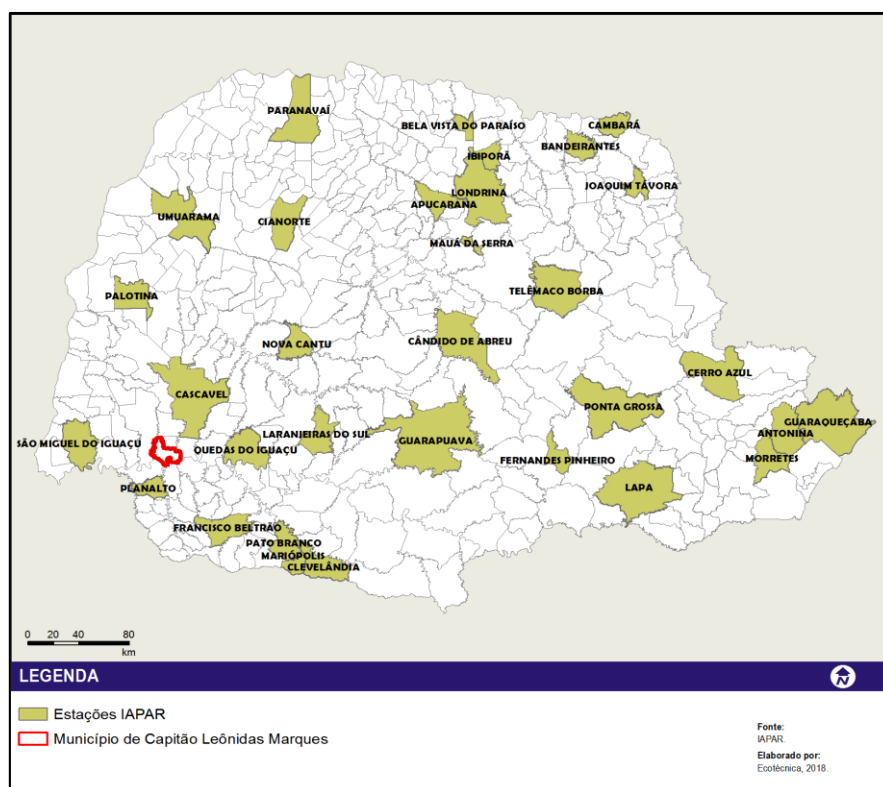 PARANAVAÍ
BELA VISTA DO PARAÍSO
CAMBARÁ
BANDEIRANTES
IBIPORÃ
JOAQUIM TÁVORA
LONDRINA
APUCARANA
UMUARAMA
CIANORTE
MAUÁ DA SERRA
TELÊMACO BORBA
PALOTINA
NOVA CANTU
CÂNDIDO DE ABREU
CERRO AZUL
CASCAVEL
PONTA GROSSA
GUARAQUEÇABA
LARANJEIRAS DO SUL
ANTONINA
SÃO MIGUEL DO IGUAÇU
QUEDAS DO IGUAÇU
GUARAPUAVA
FERNANDES PINHEIRO
MORRETES
PLANALTO
LAPA
FRANCISCO BELTRÃO
PATO BRANCO
MARIÓPOLIS
CLEVELÂNDIA
0 20 40 80
km
LEGENDA
N
Estações IAPAR
Município de Capitão Leônidas Marques
Fonte:
IAPAR.
Elaborado por:
Ecotécnica, 2018.